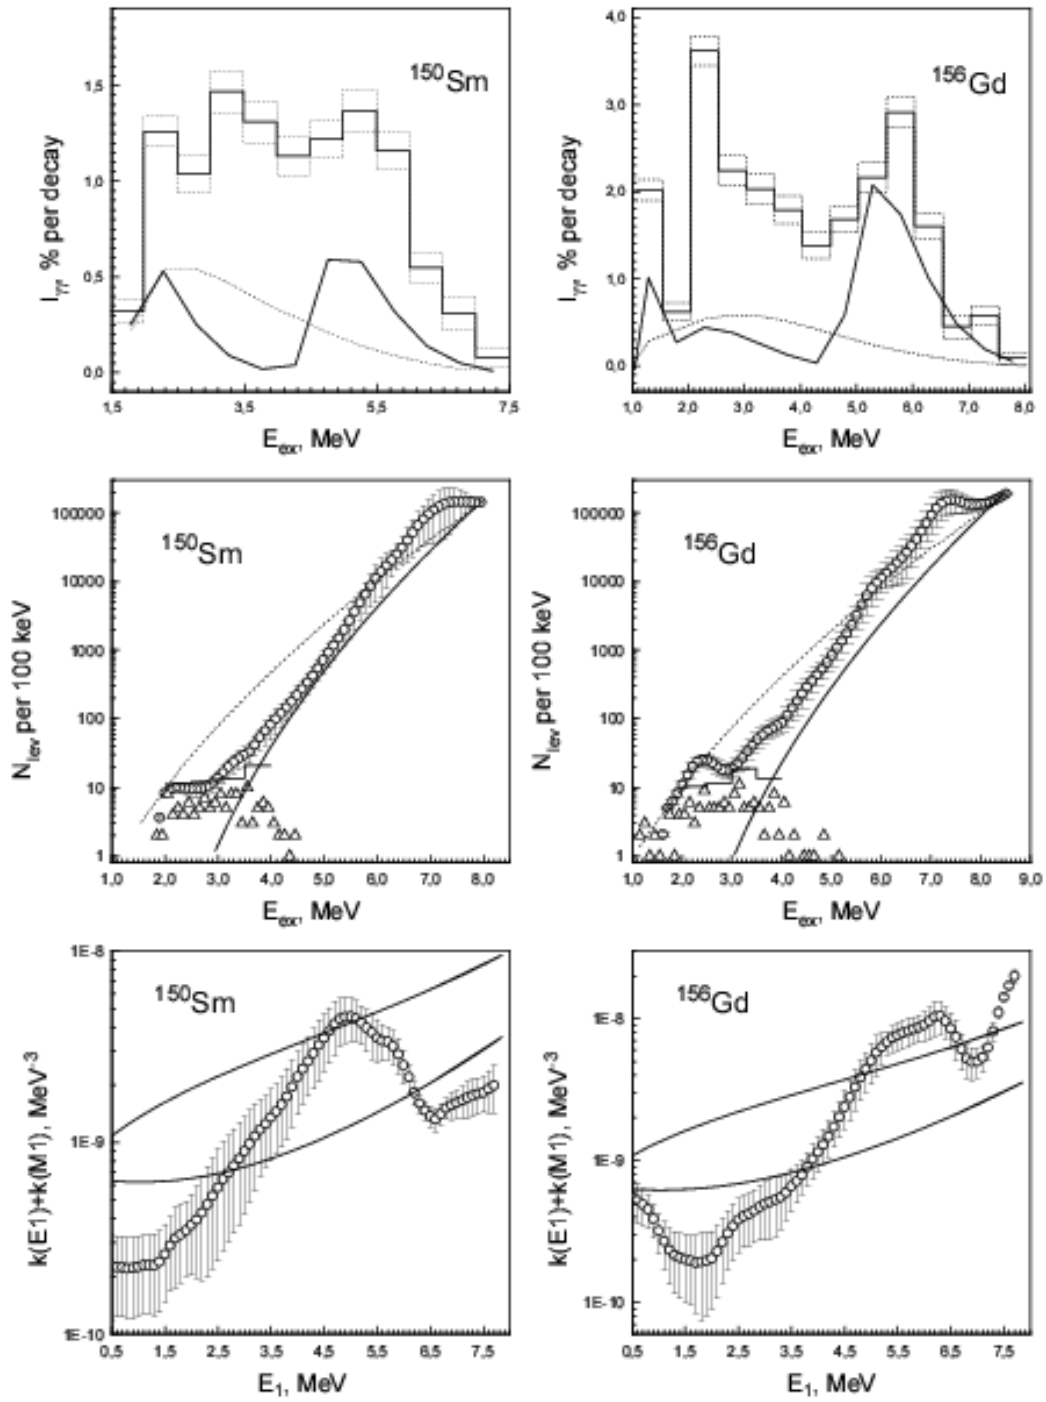 150Sm
1,5
1,0
0,5
0,0
Iγγ % per decay
1,5 3,5 5,5 7,5
Eex, MeV
156Gd
4,0
3,0
2,0
1,0
0,0
Iγγ % per decay
1,0 2,0 3,0 4,0 5,0 6,0 7,0 8,0
Eex, MeV
150Sm
100000
10000
1000
100
10
1
Nlev per 100 keV
1,0 2,0 3,0 4,0 5,0 6,0 7,0 8,0
Eex, MeV
156Gd
100000
10000
1000
100
10
1
Nlev per 100 keV
1,0 2,0 3,0 4,0 5,0 6,0 7,0 8,0 9,0
Eex, MeV
150Sm
1E-8
1E-9
1E-10
k(E1)+k(M1), MeV-3
0,5 1,5 2,5 3,5 4,5 5,5 6,5 7,5
E1, MeV
156Gd
1E-8
1E-9
1E-10
k(E1)+k(M1), MeV-3
0,5 1,5 2,5 3,5 4,5 5,5 6,5 7,5
E1, MeV